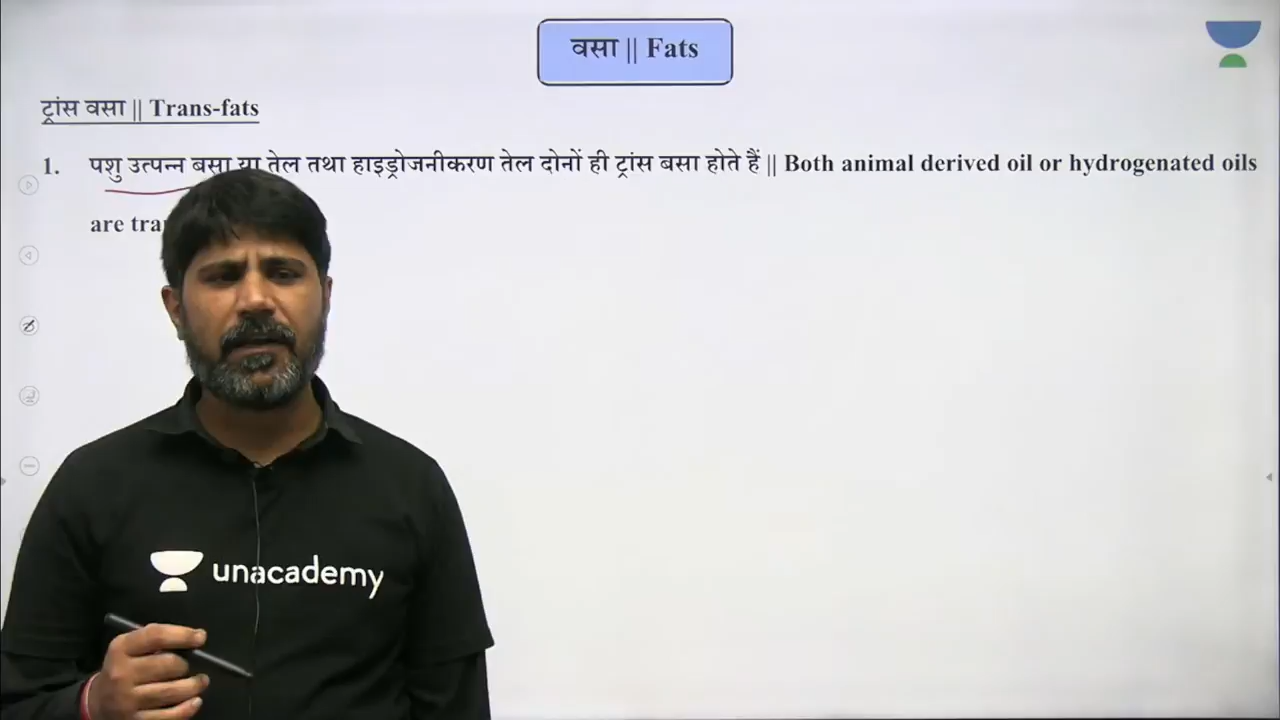 वसा || Fats
ट्रांस वसा || Trans-fats
1. पशु उत्पन्न बसा या तेल तथा हाइड्रोजनीकरण तेल दोनों ही ट्रांस बसा होते हैं || Both animal derived oil or hydrogenated oils
are
unacademy